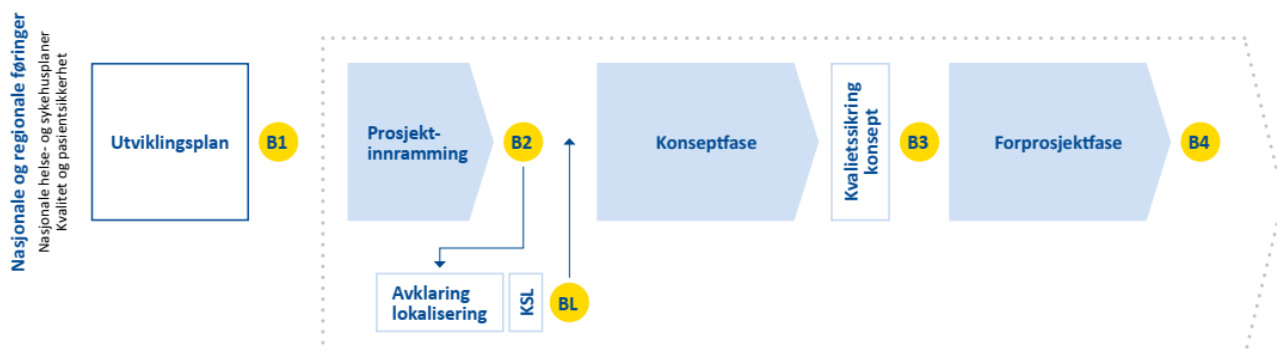 Nasjonale og regionale føringer
Nasjonale helse- og sykehusplaner
Kvalitet og pasientsikkerhet
Utviklingsplan
B1
Prosjekt-
innramming
B2
Avklaring
lokalisering
KSL
BL
Konseptfase
Kvalietssikring
konsept
B3
Forprosjektfase
B4